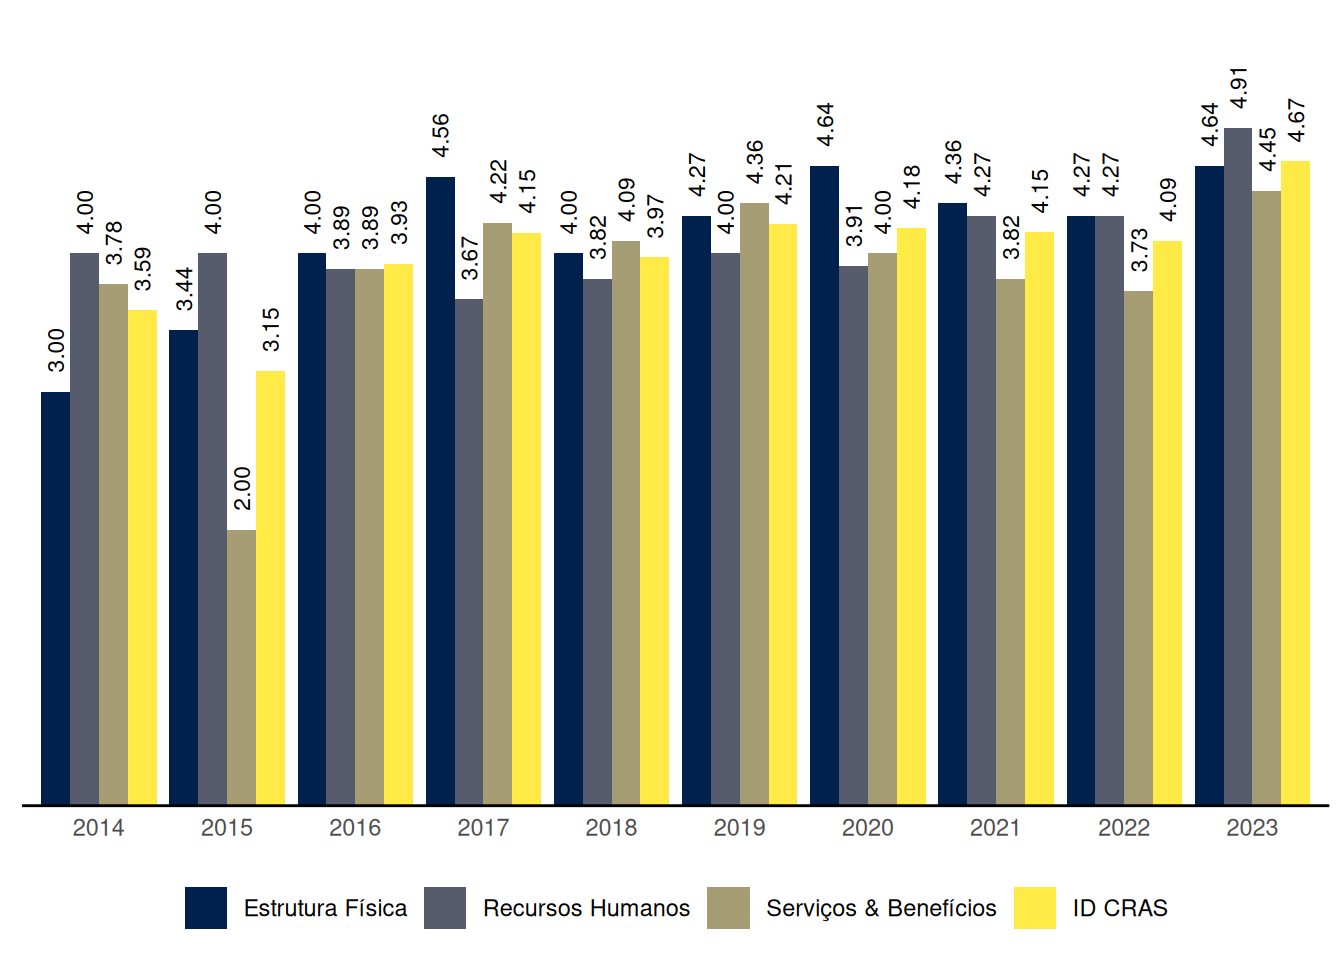 3.00 4.00 3.78 3.59
3.44 4.00 2.00 3.15
4.00 3.89 3.89 3.93
4.56 3.67 4.22 4.15
4.00 3.82 4.09 3.97
4.27 4.00 4.36 4.21
4.64 3.91 4.00 4.18
4.36 4.27 3.82 4.15
4.27 4.27 3.73 4.09
4.64 4.91 4.45 4.67
2014 2015 2016 2017 2018 2019 2020 2021 2022 2023
Estrutura Física Recursos Humanos Serviços & Benefícios ID CRAS